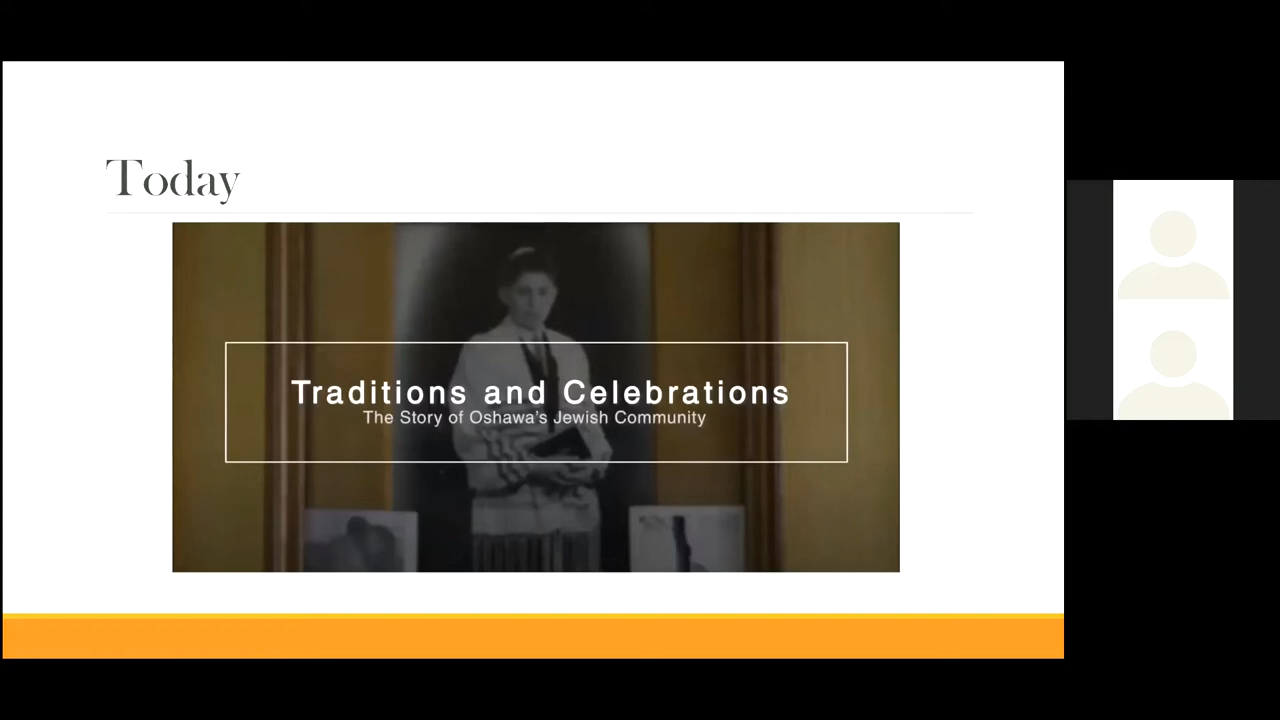 Today
Traditions and Celebrations
The Story of Oshawa's Jewish Community